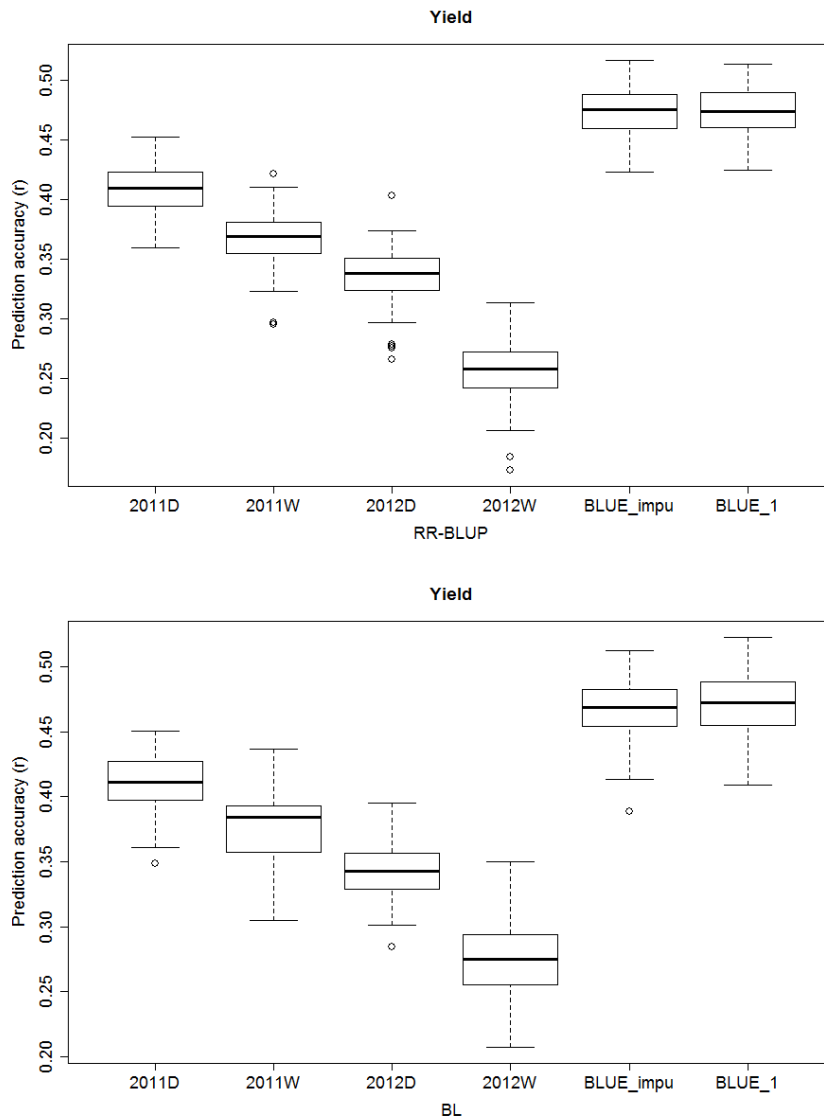 Yield
Prediction accuracy (r)
0.50
0.45
0.40
0.35
0.30
0.25
0.20
2011D 2011W 2012D 2012W BLUE_impu BLUE_1
RR-BLUP
Yield
Prediction accuracy (r)
0.50
0.45
0.40
0.35
0.30
0.25
0.20
2011D 2011W 2012D 2012W BLUE_impu BLUE_1
BL